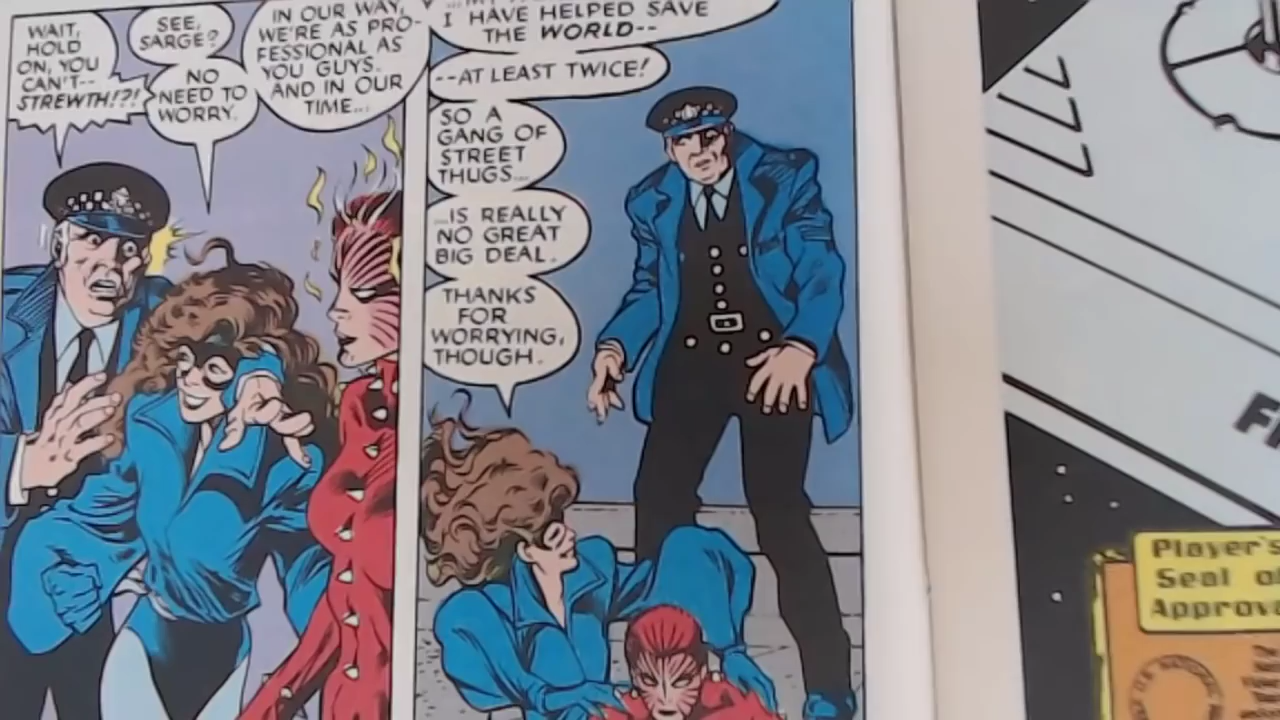 WAIT,
HOLD
ON, YOU
CAN'T--
STREWTH!?!
SEE,
SARGE?
NO
NEED TO
WORRY.
IN OUR WAY,
WE'RE AS PRO-
FESSIONAL AS
YOU GUYS.
AND IN OUR
TIME...
I HAVE HELPED SAVE
THE WORLD--
--AT LEAST TWICE!
SO A
GANG OF
STREET
THUGS...
...IS REALLY
NO GREAT
BIG DEAL.
THANKS
FOR
WORRYING,
THOUGH.
Player's
Seal of